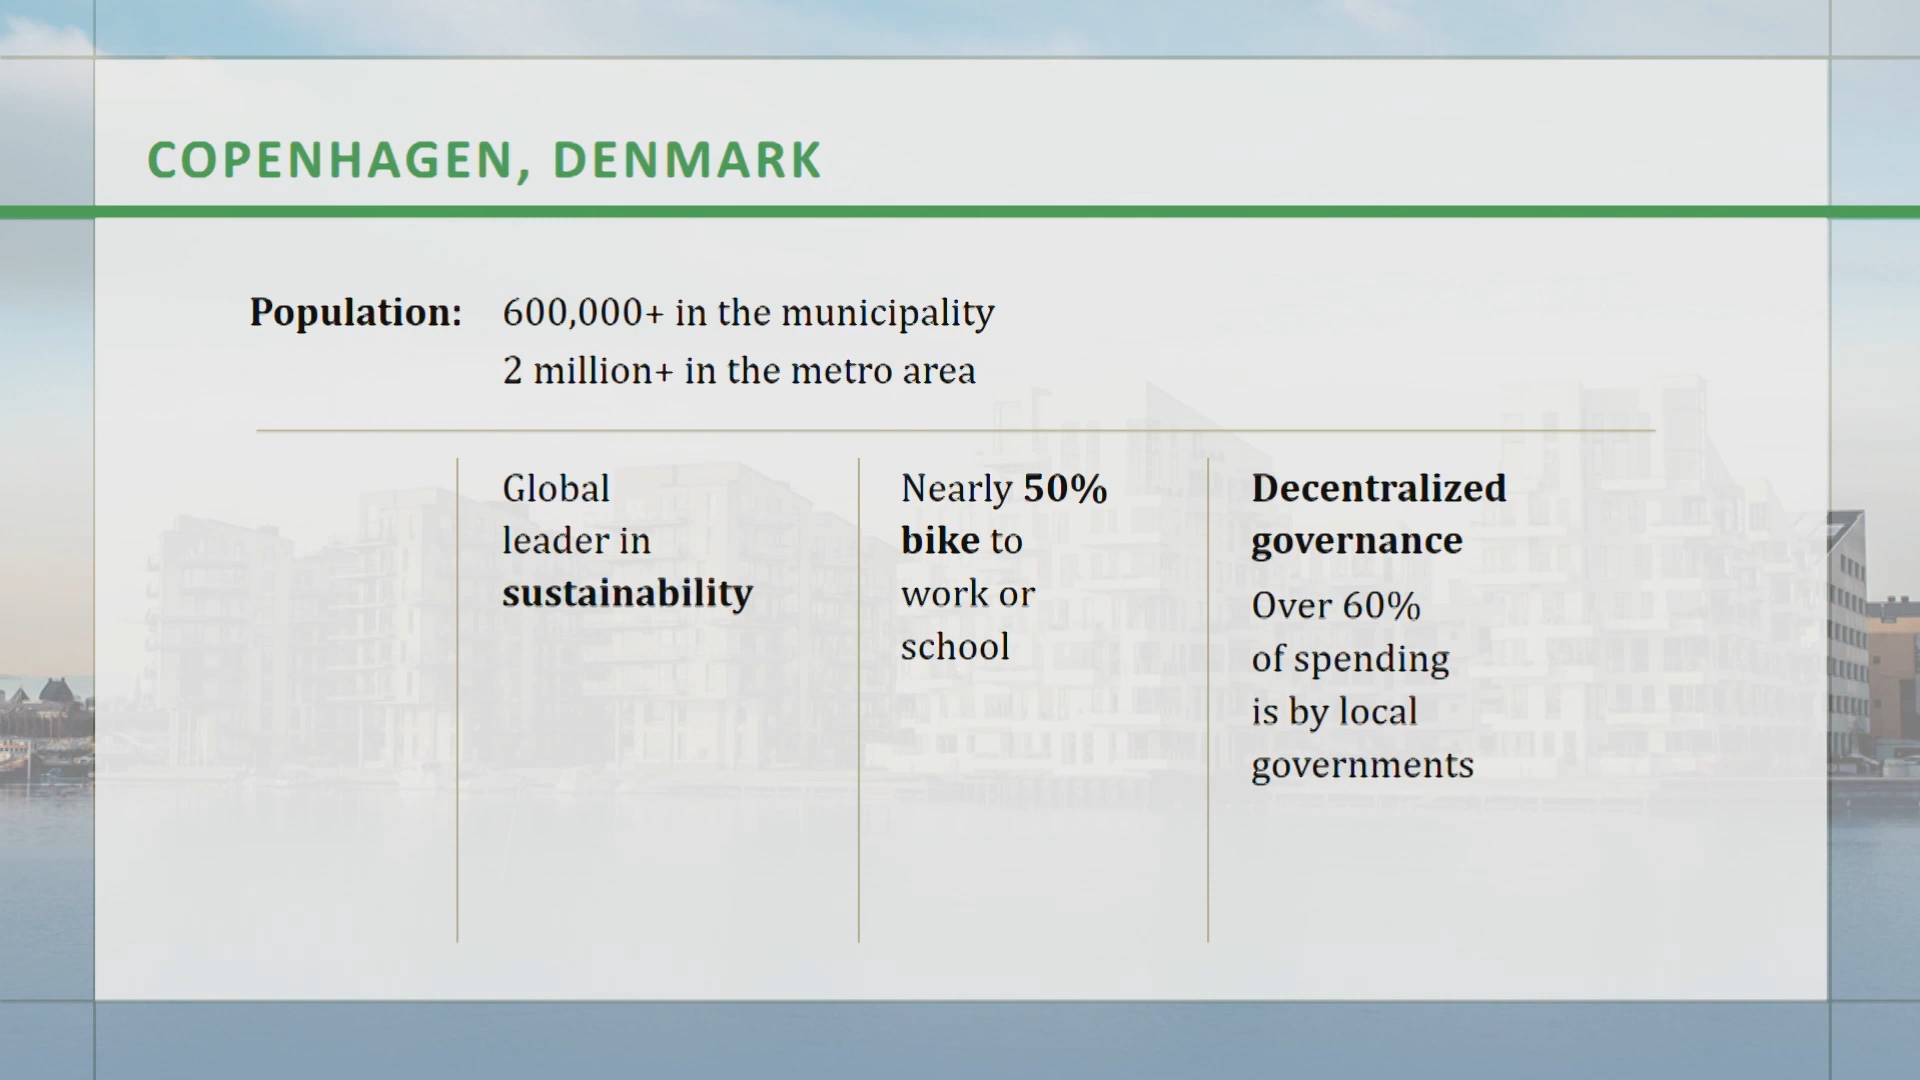 COPENHAGEN, DENMARK
Population: 600,000+ in the municipality
2 million+ in the metro area
Global
leader in
sustainability
Nearly 50%
bike to
work or
school
Decentralized
governance
Over 60%
of spending
is by local
governments